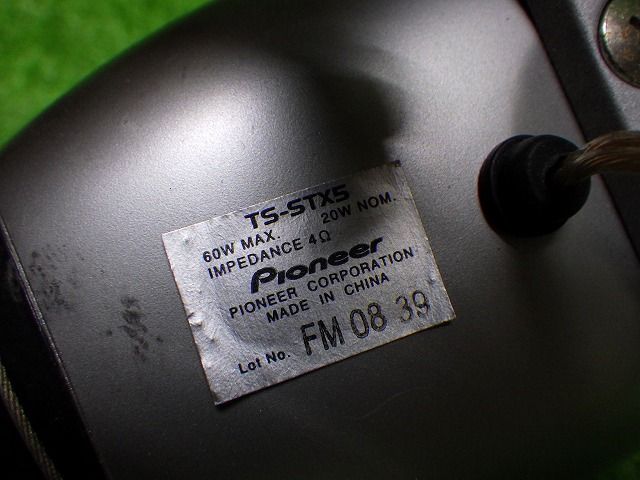 TS-STX5
60W MAX. 20W NOM.
IMPEDANCE 4Ω
Pioneer
PIONEER CORPORATION
MADE IN CHINA
Lot No. FM 08 39